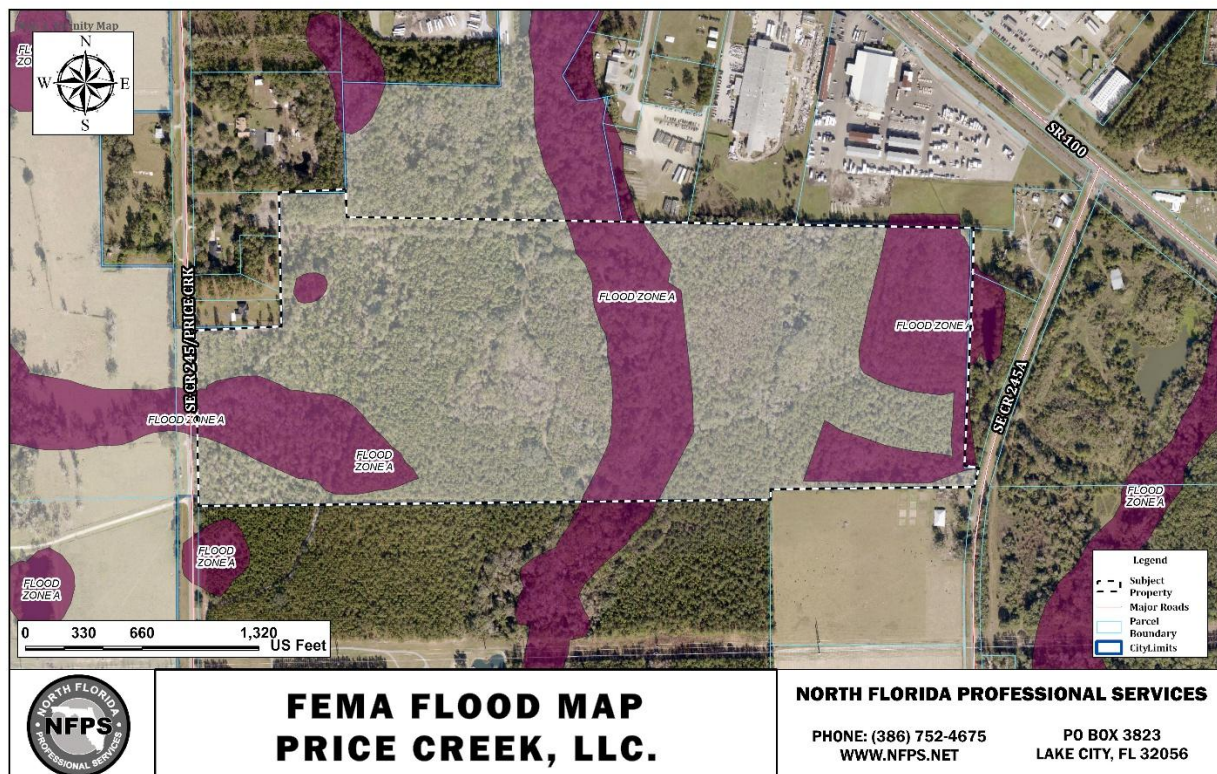 Vicinity Map
N
W E
S
FLOOD
ZONE A
SR-100
SE CR 245/PRICE CRK
FLOOD ZONE A
FLOOD ZONE A
SE CR 245A
FLOOD ZONE A
FLOOD
ZONE A
FLOOD
ZONE A
FLOOD
ZONE A
FLOOD
ZONE A
Legend
Subject
Property
Major Roads
Parcel
Boundary
CityLimits
0 330 660 1,320
US Feet
NORTH FLORIDA
NFPS
PROFESSIONAL SERVICES
FEMA FLOOD MAP
PRICE CREEK, LLC.
NORTH FLORIDA PROFESSIONAL SERVICES
PHONE: (386) 752-4675
WWW.NFPS.NET
PO BOX 3823
LAKE CITY, FL 32056